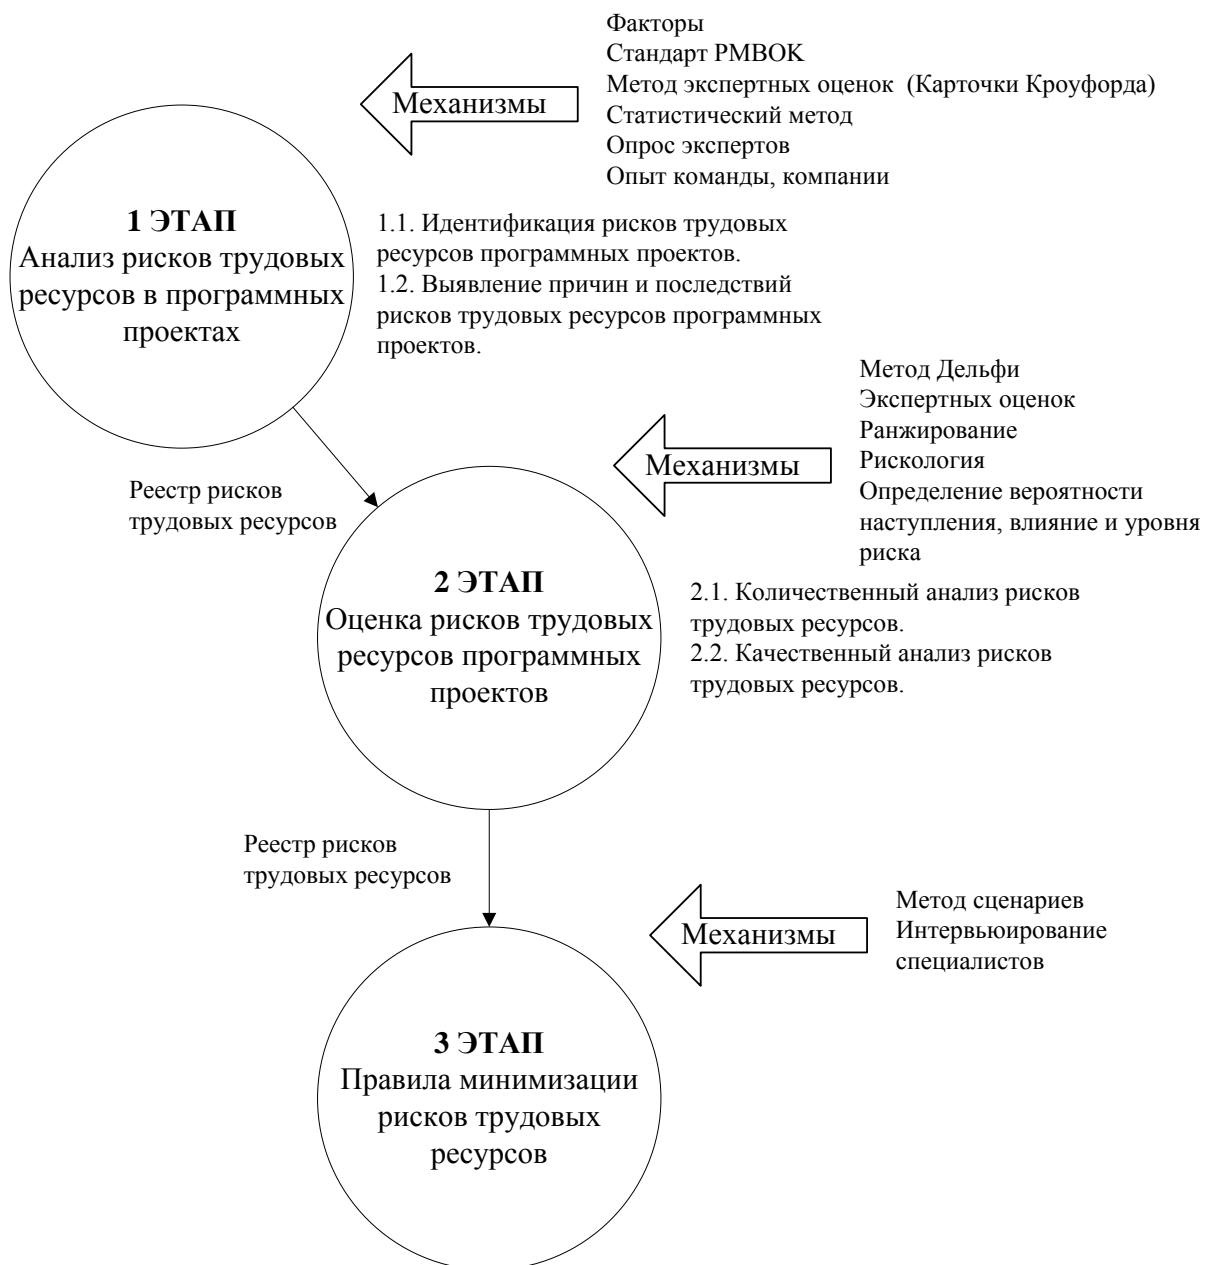 Факторы
Стандарт PMBOK
Метод экспертных оценок (Карточки Кроуфорда)
Статистический метод
Опрос экспертов
Опыт команды, компании
Механизмы
1 ЭТАП
Анализ рисков трудовых
ресурсов в программных
проектах
1.1. Идентификация рисков трудовых
ресурсов программных проектов.
1.2. Выявление причин и последствий
рисков трудовых ресурсов программных
проектов.
Метод Дельфи
Экспертных оценок
Ранжирование
Рискология
Определение вероятности
наступления, влияние и уровня
риска
Механизмы
Реестр рисков
трудовых ресурсов
2 ЭТАП
Оценка рисков трудовых
ресурсов программных
проектов
2.1. Количественный анализ рисков
трудовых ресурсов.
2.2. Качественный анализ рисков
трудовых ресурсов.
Реестр рисков
трудовых ресурсов
Механизмы
Метод сценариев
Интервьюирование
специалистов
3 ЭТАП
Правила минимизации
рисков трудовых
ресурсов